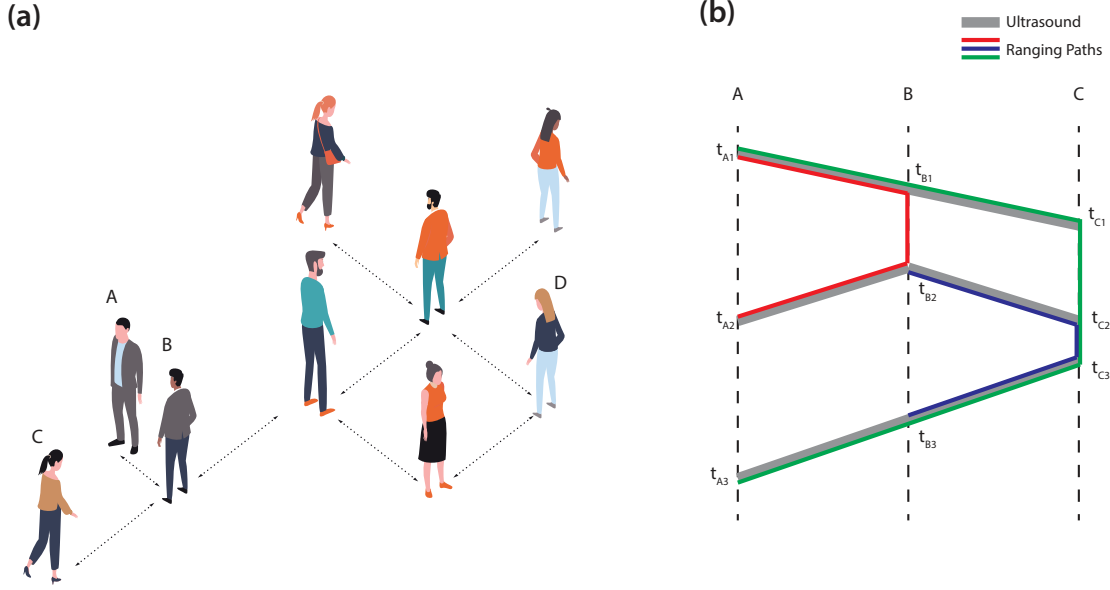 (a)
A
B
C
D
(b)
Ultrasound
Ranging Paths
A B C
tA1
tB1
tC1
tA2
tB2
tC2
tC3
tB3
tA3